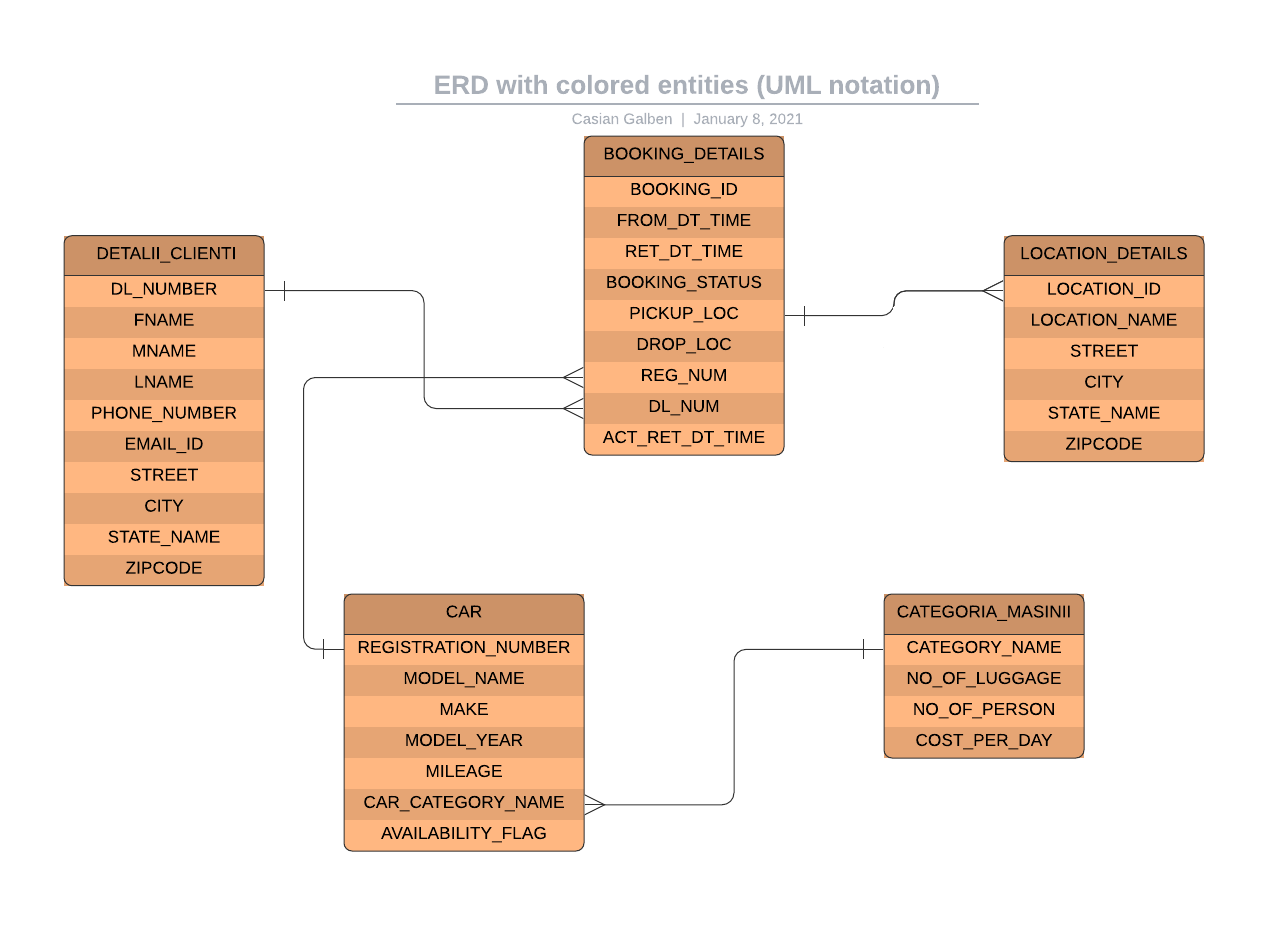 ERD with colored entities (UML notation)
Casian Galben | January 8, 2021
BOOKING_DETAILS
BOOKING_ID
FROM_DT_TIME
RET_DT_TIME
BOOKING_STATUS
PICKUP_LOC
DROP_LOC
REG_NUM
DL_NUM
ACT_RET_DT_TIME
DETALII_CLIENTI
DL_NUMBER
FNAME
MNAME
LNAME
PHONE_NUMBER
EMAIL_ID
STREET
CITY
STATE_NAME
ZIPCODE
LOCATION_DETAILS
LOCATION_ID
LOCATION_NAME
STREET
CITY
STATE_NAME
ZIPCODE
CAR
REGISTRATION_NUMBER
MODEL_NAME
MAKE
MODEL_YEAR
MILEAGE
CAR_CATEGORY_NAME
AVAILABILITY_FLAG
CATEGORIA_MASINII
CATEGORY_NAME
NO_OF_LUGGAGE
NO_OF_PERSON
COST_PER_DAY